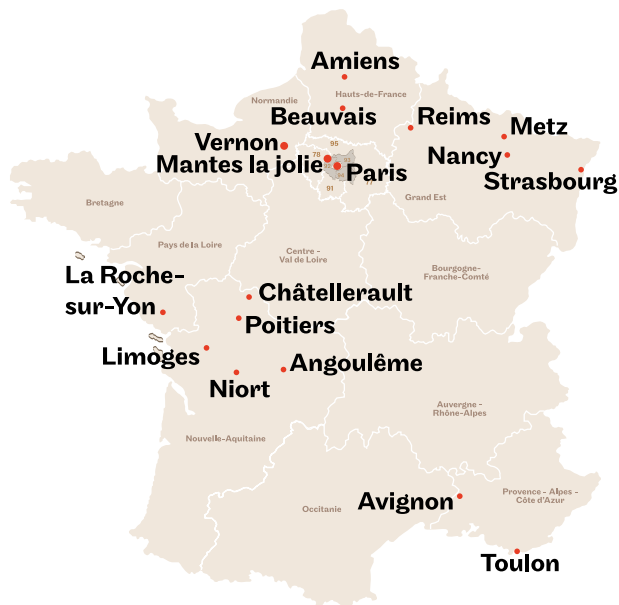 Amiens
Hauts-de-France
Normandie
Beauvais
Reims
Metz
Vernon
95
Nancy
78
Mantes la jolie
Paris
92
77
Strasbourg
91
Grand Est
Bretagne
Pays de la Loire
Centre -
Val de Loire
Bourgogne-
Franche-Comté
La Roche-
sur-Yon
Châtellerault
Poitiers
Limoges
Angoulême
Niort
Auvergne -
Rhône-Alpes
Nouvelle-Aquitaine
Avignon
Provence - Alpes -
Côte d'Azur
Occitanie
Toulon